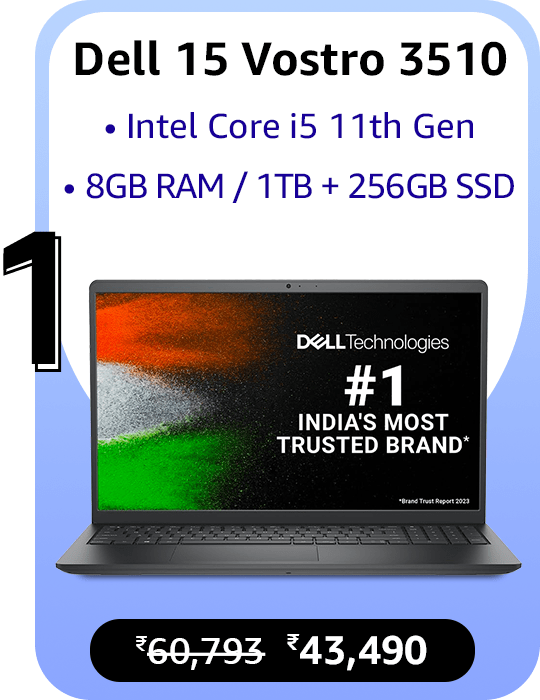 Dell 15 Vostro 3510
• Intel Core i5 11th Gen
• 8GB RAM / 1TB + 256GB SSD
1
DELLTechnologies
#1
INDIA'S MOST
TRUSTED BRAND*
*Brand Trust Report 2023
₹60,793 ₹43,490